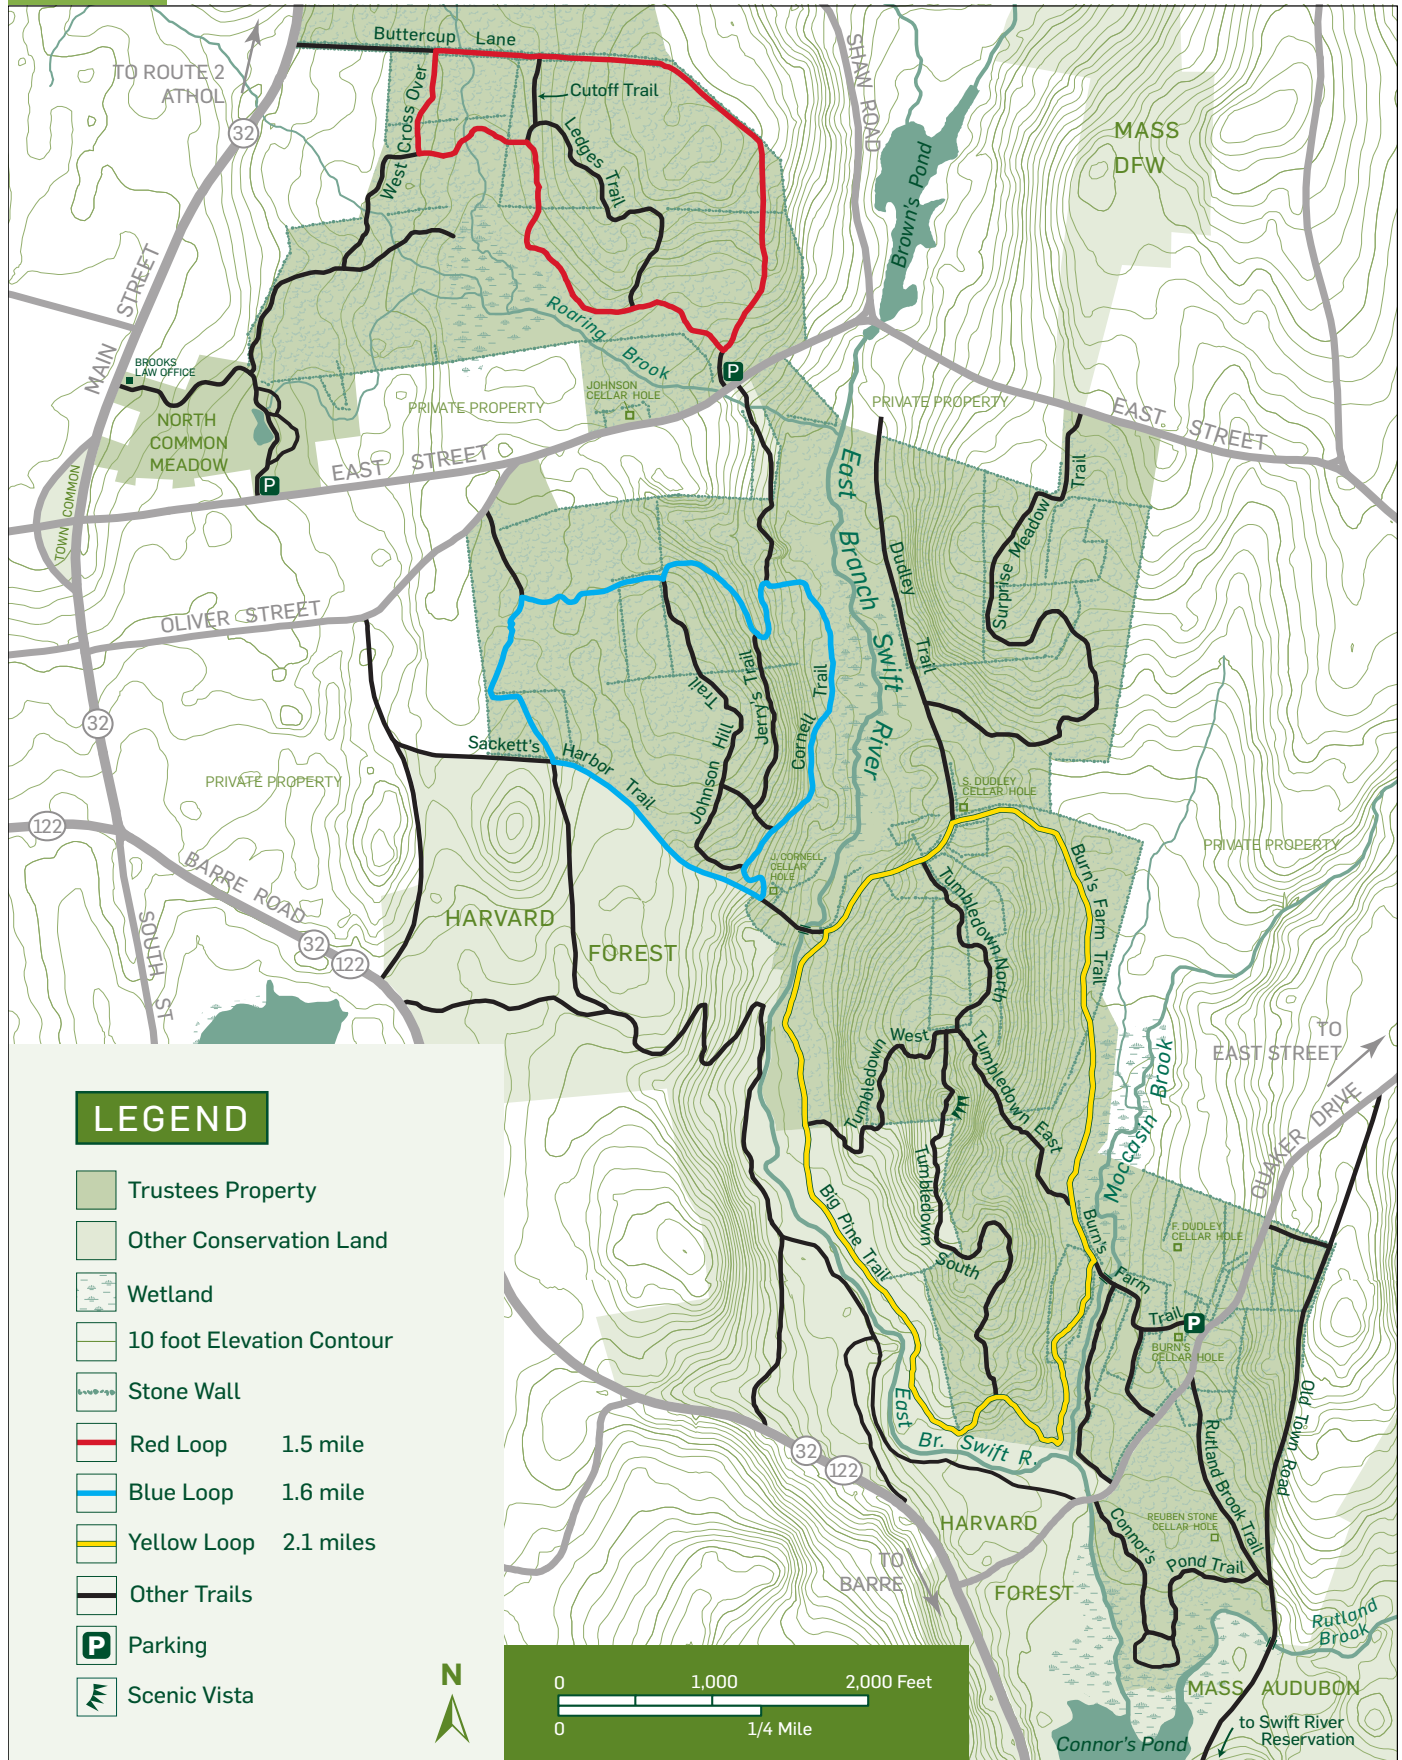 Buttercup Lane
TO ROUTE 2
ATHOL
32
West Cross Over
Cutoff Trail
Ledges Trail
SHAW ROAD
Brown's Pond
MASS
DFW
MAIN STREET
Roaring Brook
BROOKS
LAW OFFICE
P
JOHNSON
CELLAR HOLE
PRIVATE PROPERTY
PRIVATE PROPERTY
NORTH
COMMON
MEADOW
EAST STREET
EAST STREET
P
TOWN COMMON
East Branch Swift River
Dudley Trail
Surprise Meadow Trail
OLIVER STREET
32
Johnson Hill Trail
Jerry's Trail
Cornell Trail
Sackett's Harbor Trail
PRIVATE PROPERTY
S. DUDLEY
CELLAR HOLE
122
BARRE ROAD
PRIVATE PROPERTY
J. CORNELL
CELLAR
HOLE
Burn's Farm Trail
Tumbledown North
HARVARD
FOREST
SOUTH ST
32
122
TO
EAST STREET
West
Tumbledown
Tumbledown East
Moccasin Brook
QUAKER DRIVE
Tumbledown South
Big Pine Trail
F. DUDLEY
CELLAR HOLE
Burn's Farm Trail
P
BURN'S
CELLAR HOLE
Old Town Road
Rutland Brook Trail
East Br. Swift R.
32
122
HARVARD
FOREST
TO
BARRE
REUBEN STONE
CELLAR HOLE
Connor's Pond Trail
Rutland
Brook
MASS AUDUBON
to Swift River
Reservation
Connor's Pond
LEGEND
Trustees Property
Other Conservation Land
Wetland
10 foot Elevation Contour
Stone Wall
Red Loop 1.5 mile
Blue Loop 1.6 mile
Yellow Loop 2.1 miles
Other Trails
P Parking
Scenic Vista
N
0 1,000 2,000 Feet
0 1/4 Mile